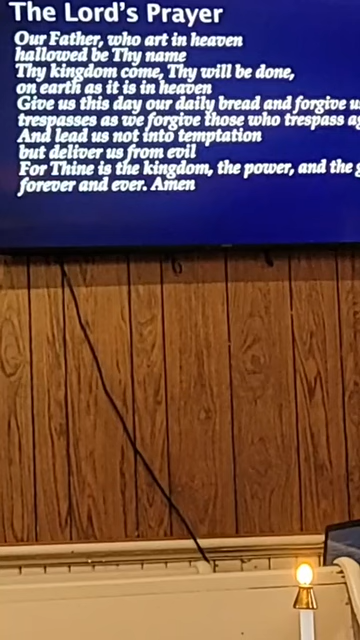 The Lord's Prayer
Our Father, who art in heaven
hallowed be Thy name
Thy kingdom come, Thy will be done,
on earth as it is in heaven
Give us this day our daily bread and forgive
trespasses as we forgive those who trespass
And lead us not into temptation
but deliver us from evil
For Thine is the kingdom, the power, and the
forever and ever. Amen